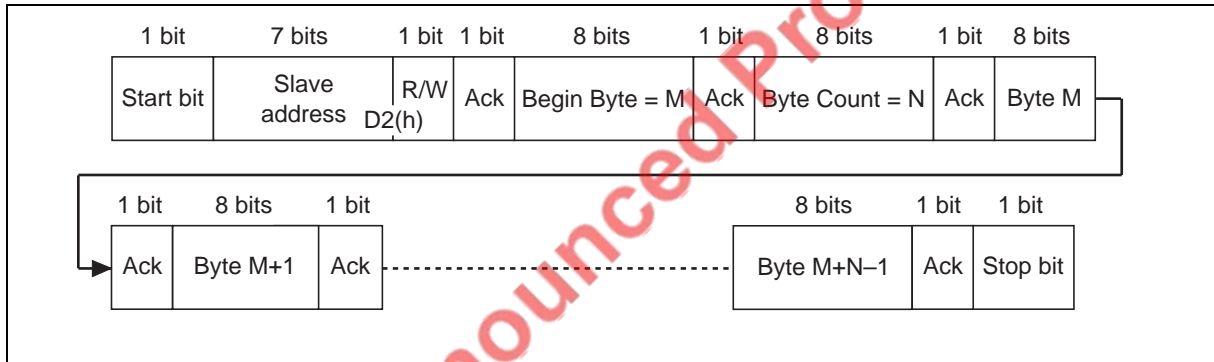 1 bit 7 bits 1 bit 1 bit 8 bits 1 bit 8 bits 1 bit 8 bits
Start bit Slave address D2(h) R/W Ack Begin Byte = M Ack Byte Count = N Ack Byte M
1 bit 8 bits 1 bit 8 bits 1 bit 1 bit
Ack Byte M+1 Ack Byte M+N–1 Ack Stop bit